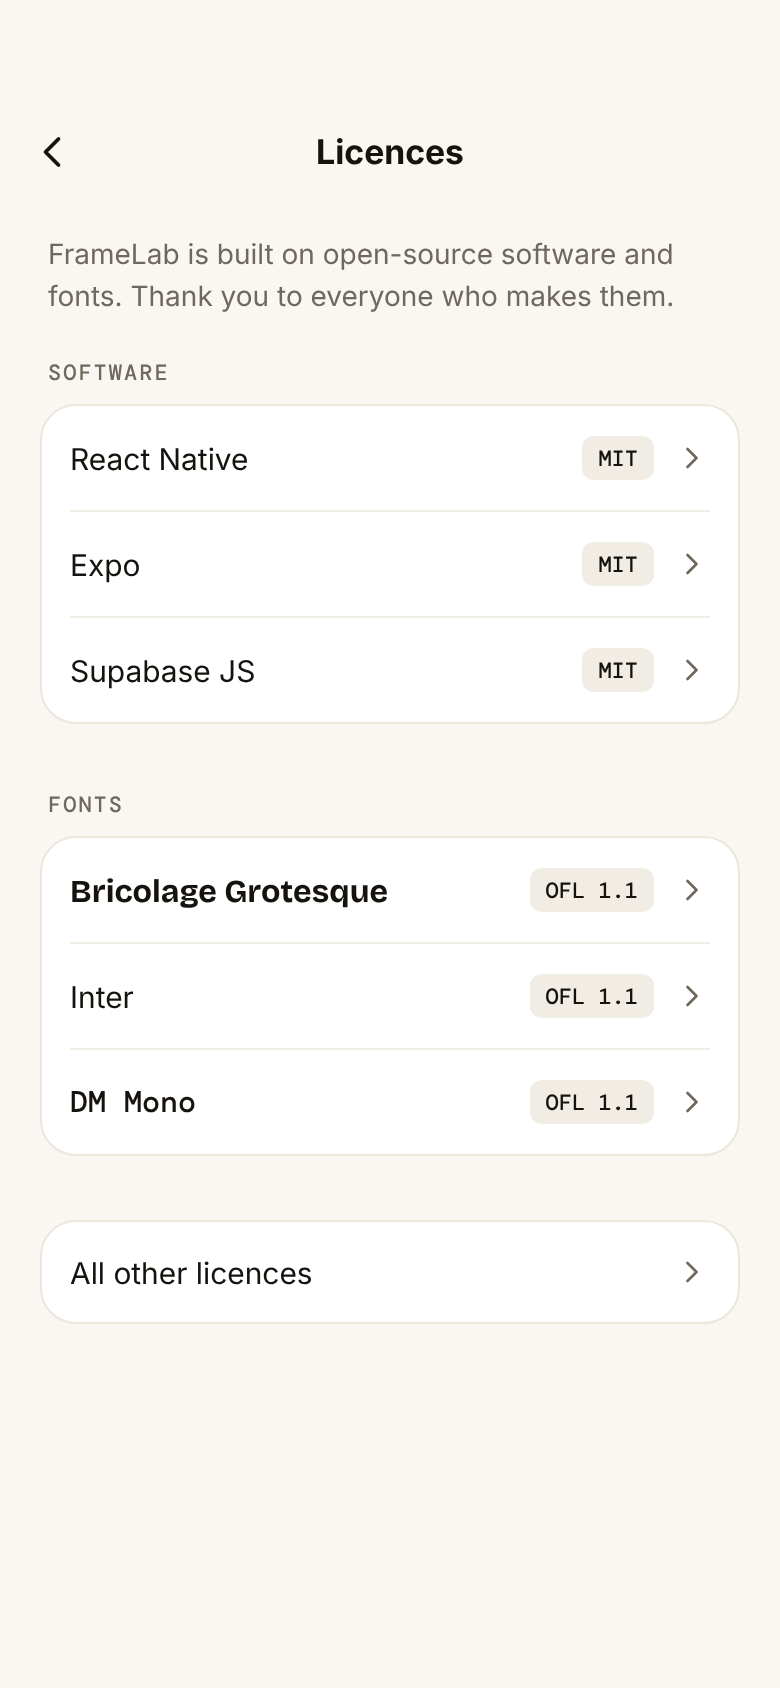 Licences
FrameLab is built on open-source software and
fonts. Thank you to everyone who makes them.
SOFTWARE
React Native MIT
Expo MIT
Supabase JS MIT
FONTS
Bricolage Grotesque OFL 1.1
Inter OFL 1.1
DM Mono OFL 1.1
All other licences